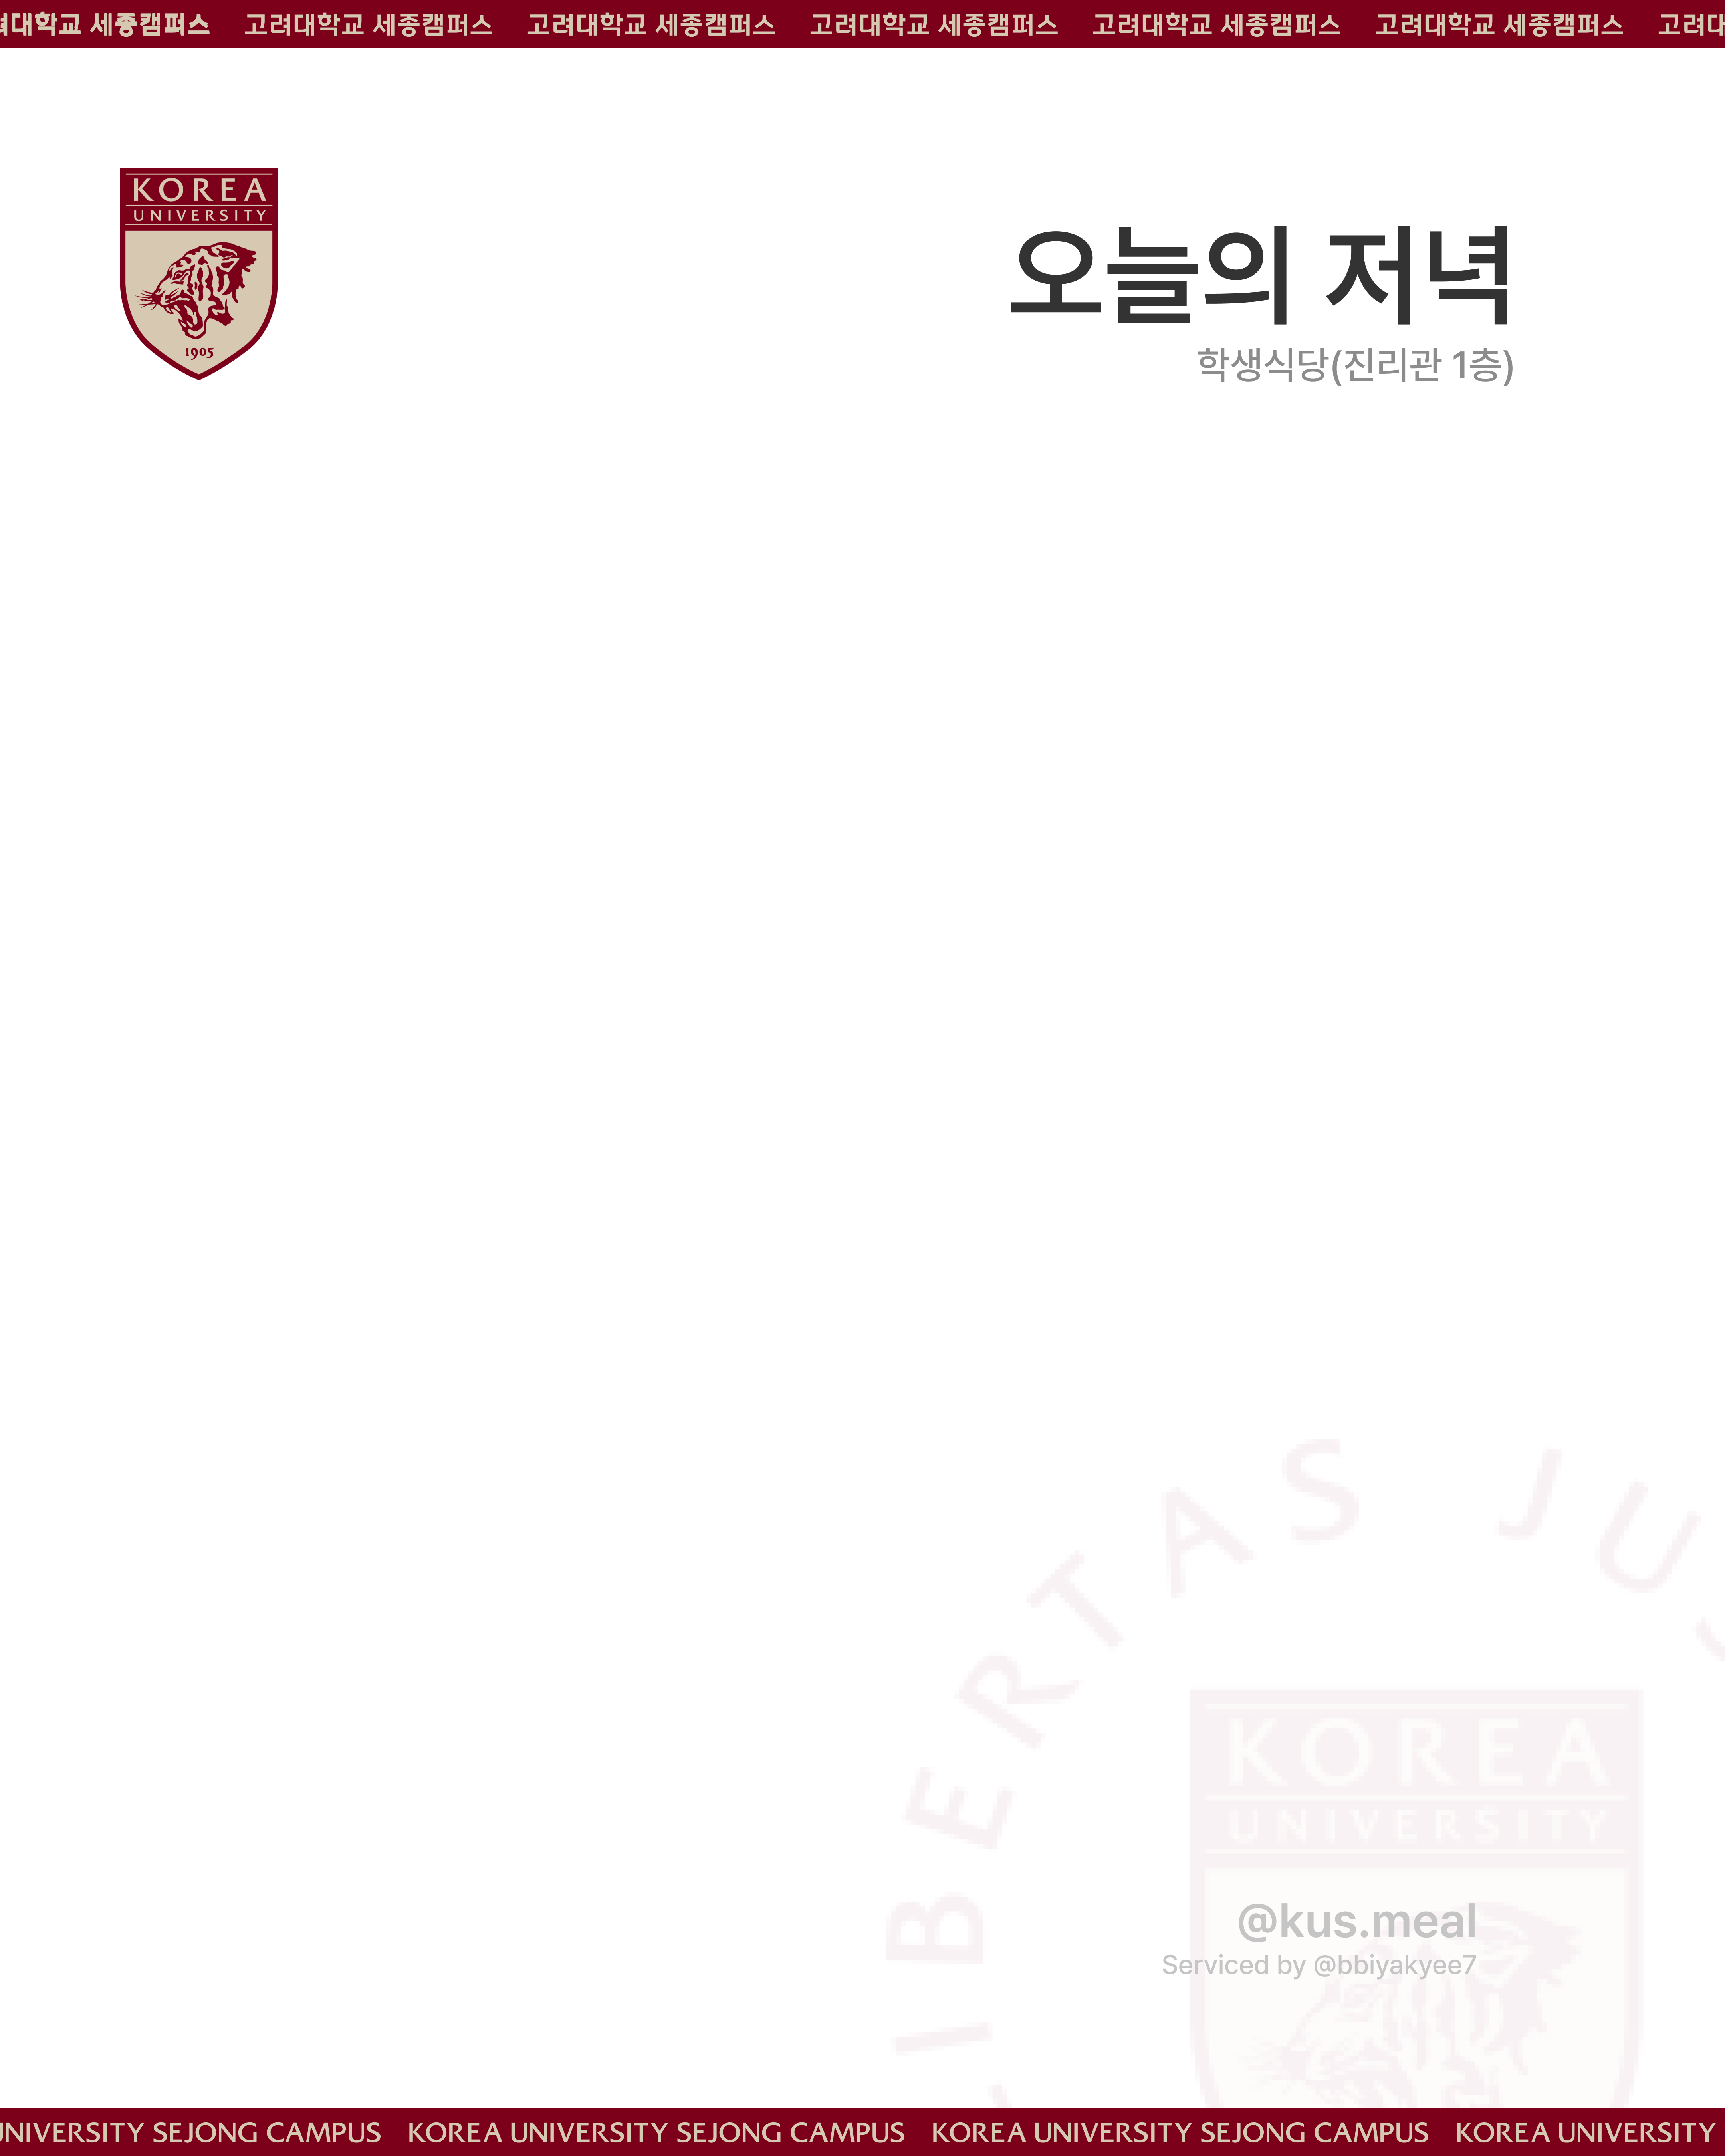 려대학교 세종캠퍼스 고려대학교 세종캠퍼스 고려대학교 세종캠퍼스 고려대학교 세종캠퍼스 고려대학교 세종캠퍼스 고려대학교 세종캠퍼스 고려대
KOREA
UNIVERSITY
1905
오늘의 저녁
학생식당(진리관 1층)
IBERTAS JU
KOREA
UNIVERSITY
@kus.meal
Serviced by @bbiyakyee7
UNIVERSITY SEJONG CAMPUS KOREA UNIVERSITY SEJONG CAMPUS KOREA UNIVERSITY SEJONG CAMPUS KOREA UNIVERSITY